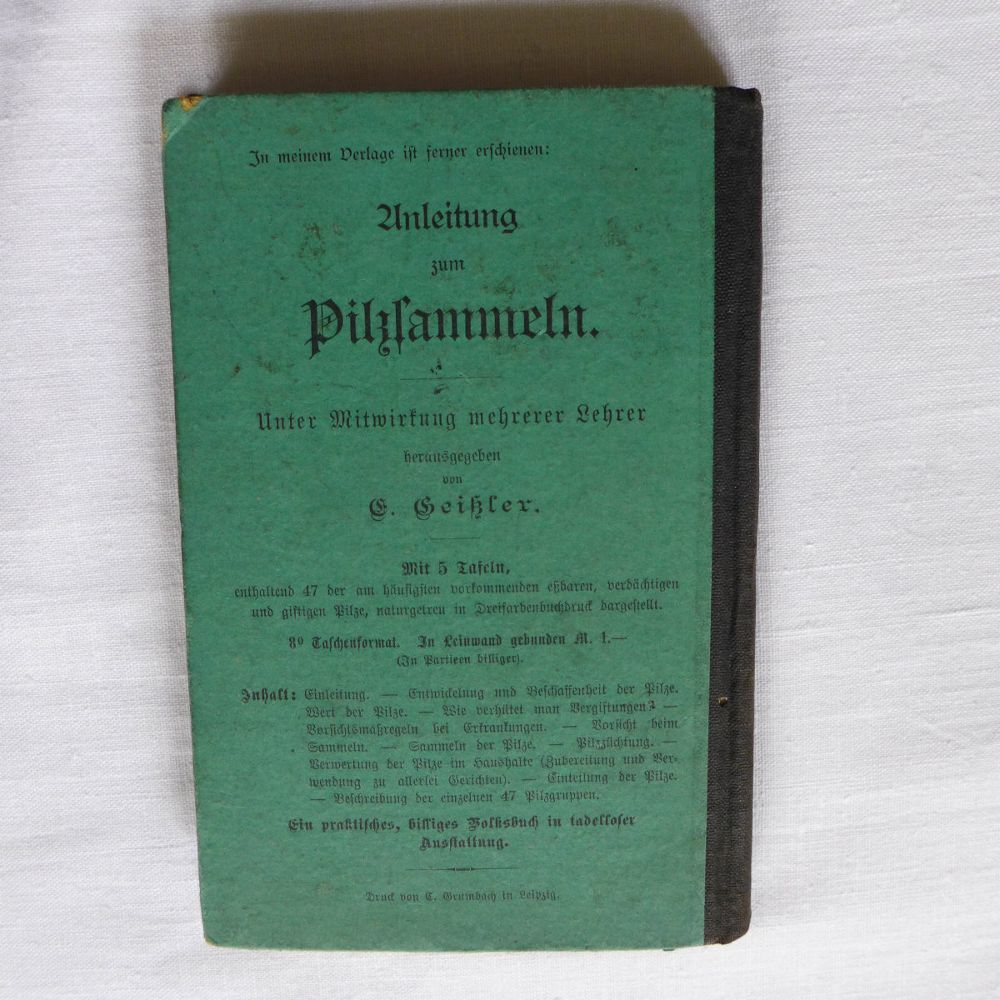 In meinem Verlage ist ferner erschienen:
Anleitung
zum
Pilzsammeln.
Unter Mitwirkung mehrerer Lehrer
herausgegeben
von
E. Geißler.
Mit 5 Tafeln,
enthaltend 47 der am häufigsten vorkommenden eßbaren, verdächtigen
und giftigen Pilze, naturgetreu in Dreifarbenbuchdruck dargestellt.
8° Taschenformat. In Leinwand gebunden M. 1.—
(In Partieen billiger).
Inhalt: Einleitung. — Entwickelung und Beschaffenheit der Pilze.
Wert der Pilze. — Wie verhütet man Vergiftungen? —
Vorsichtsmaßregeln bei Erkrankungen. — Vorsicht beim
Sammeln. — Sammeln der Pilze. — Pilzzüchtung. —
Verwertung der Pilze im Haushalte (Zubereitung und Ver-
wendung zu allerlei Gerichten). — Einteilung der Pilze.
— Beschreibung der einzelnen 47 Pilzgruppen.
Ein praktisches, billiges Volksbuch in tadelloser
Ausstattung.
Druck von C. Grumbach in Leipzig.